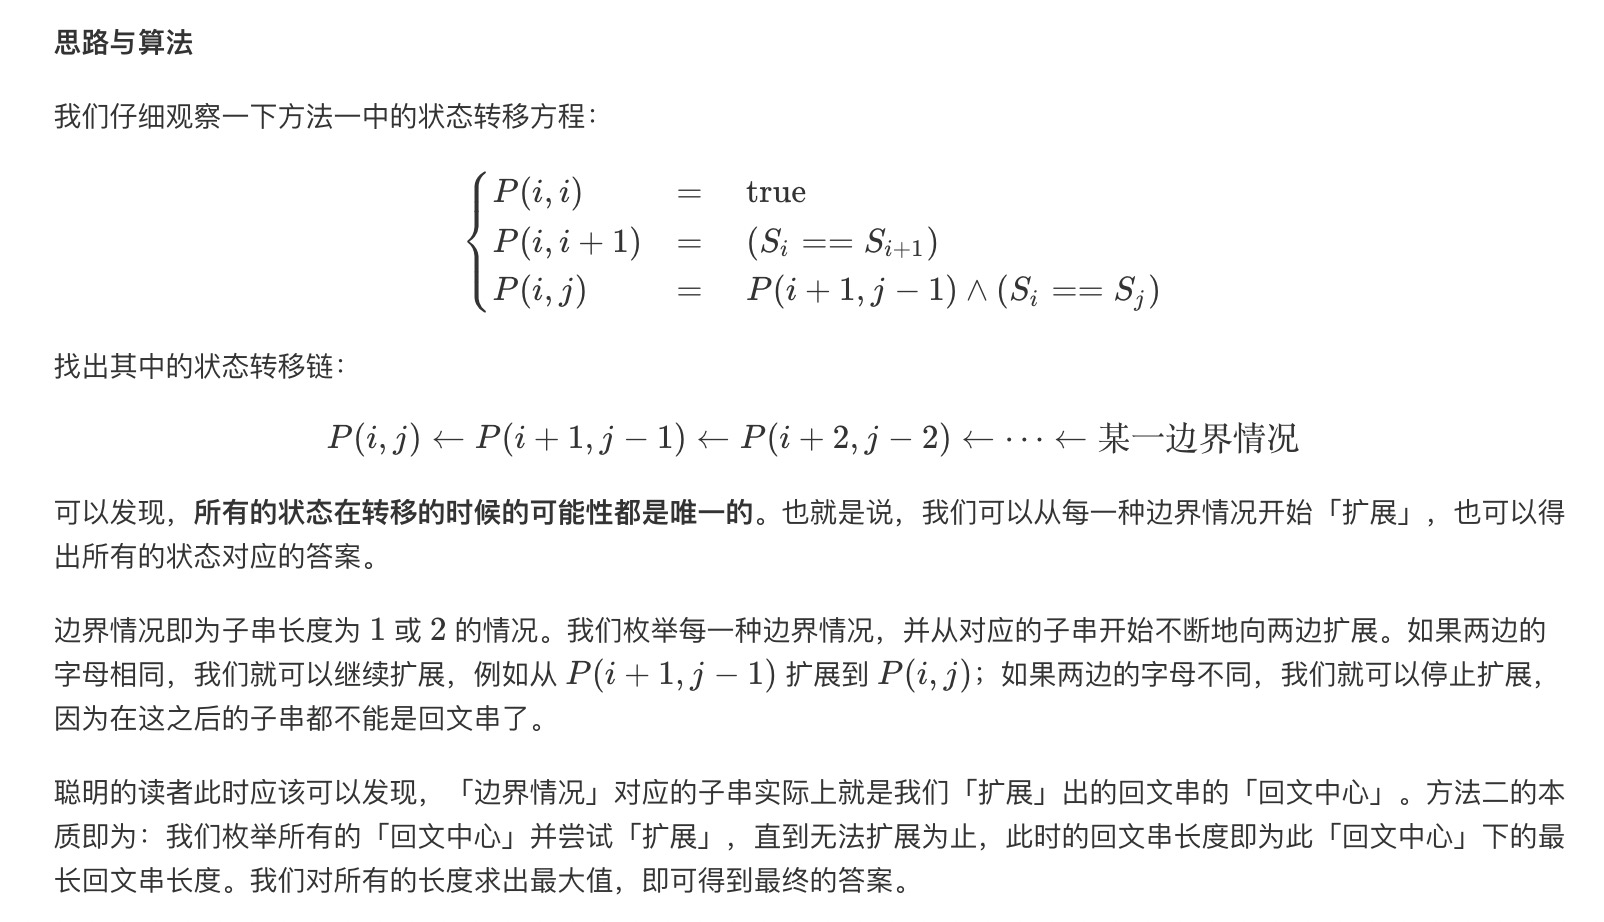 思路与算法
我们仔细观察一下方法一中的状态转移方程：
P(i, i) = true
P(i, i + 1) = (S_i == S_{i+1})
P(i, j) = P(i + 1, j − 1) ∧ (S_i == S_j)
找出其中的状态转移链：
P(i, j) ← P(i + 1, j − 1) ← P(i + 2, j − 2) ← ⋯ ← 某一边界情况
可以发现，所有的状态在转移的时候的可能性都是唯一的。也就是说，我们可以从每一种边界情况开始「扩展」，也可以得
出所有的状态对应的答案。
边界情况即为子串长度为 1 或 2 的情况。我们枚举每一种边界情况，并从对应的子串开始不断地向两边扩展。如果两边的
字母相同，我们就可以继续扩展，例如从 P(i + 1, j − 1) 扩展到 P(i, j)；如果两边的字母不同，我们就可以停止扩展，
因为在这之后的子串都不能是回文串了。
聪明的读者此时应该可以发现，「边界情况」对应的子串实际上就是我们「扩展」出的回文串的「回文中心」。方法二的本
质即为：我们枚举所有的「回文中心」并尝试「扩展」，直到无法扩展为止，此时的回文串长度即为此「回文中心」下的最
长回文串长度。我们对所有的长度求出最大值，即可得到最终的答案。